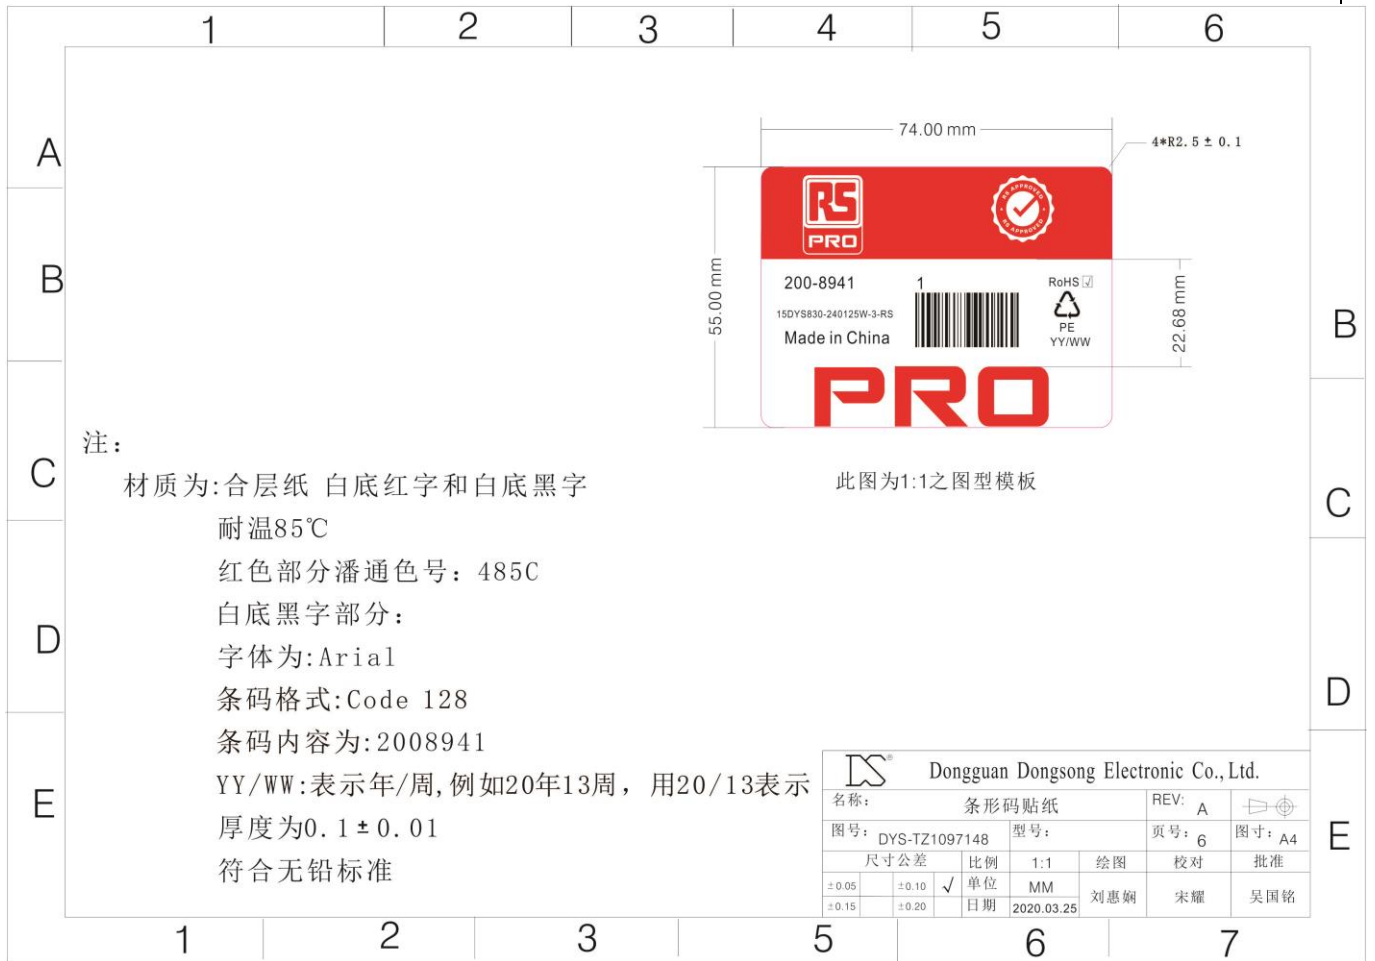 1 2 3 4 5 6
A
B
C
D
E
B
C
D
E
74.00 mm
4*R2.5±0.1
55.00 mm
22.68 mm
RS
PRO
RS APPROVED
RS APPROVED
200-8941
1
RoHS
15DYS830-240125W-3-RS
Made in China
PE
YY/WW
PRO
此图为1:1之图型模板
注：
材质为:合层纸 白底红字和白底黑字
耐温85℃
红色部分潘通色号：485C
白底黑字部分：
字体为:Arial
条码格式:Code 128
条码内容为:2008941
YY/WW:表示年/周,例如20年13周，用20/13表示
厚度为0.1±0.01
符合无铅标准
DS® Dongguan Dongsong Electronic Co., Ltd.
名称： 条形码贴纸 REV: A
图号： DYS-TZ1097148 型号： 页号：6 图寸：A4
尺寸公差 比例 1:1 绘图 校对 批准
±0.05 ±0.10 √ 单位 MM 刘惠娴 宋耀 吴国铭
±0.15 ±0.20 日期 2020.03.25
1 2 3 5 6 7